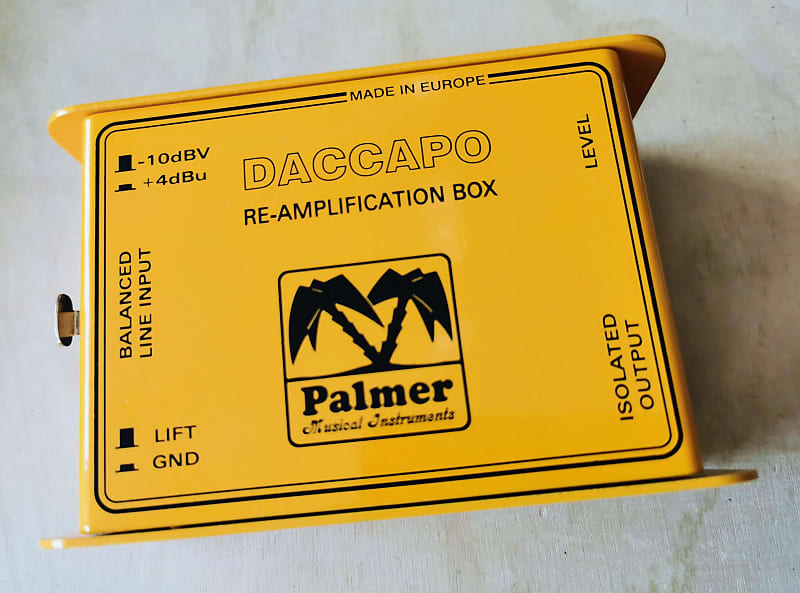 MADE IN EUROPE
-10dBV
+4dBu
DACCAPO
RE-AMPLIFICATION BOX
LEVEL
BALANCED
LINE INPUT
Palmer
Musical Instruments
ISOLATED
OUTPUT
LIFT
GND